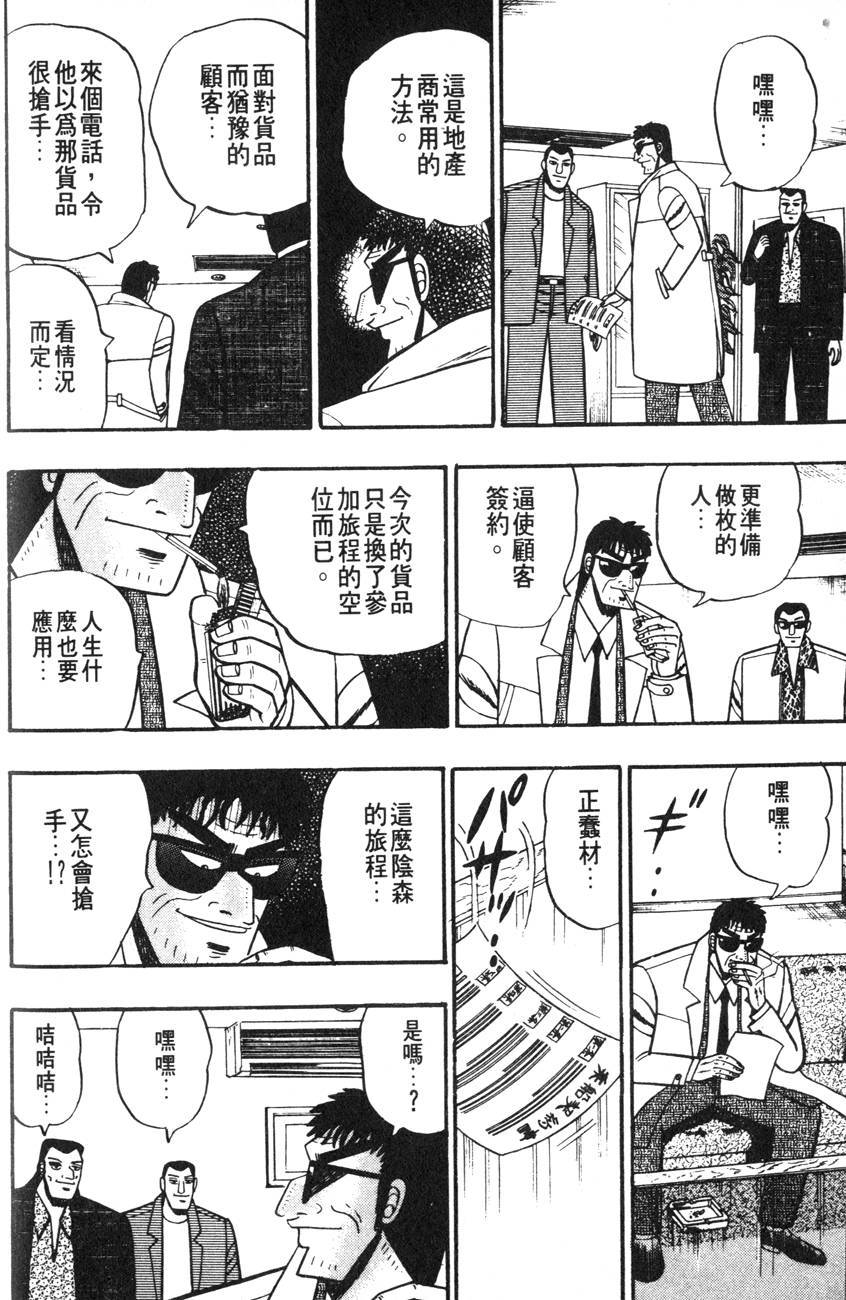 嘿嘿⋯
這是地產
商常用的
方法。
面對貨品
而猶豫的
顧客⋯
來個電話，令
他以爲那貨品
很搶手⋯
看情況
而定⋯
更準備
做枚的
人⋯
逼使顧客
簽約。
今次的貨品
只是換了參
加旅程的空
位而已。
人生什
麼也要
應用⋯
嘿嘿⋯
ギ⋯
正蠢材⋯
バサッ
這麼陰森
的旅程⋯
又怎會搶
手⋯!?
是嗎⋯?
嘿嘿⋯
咭咭咭⋯